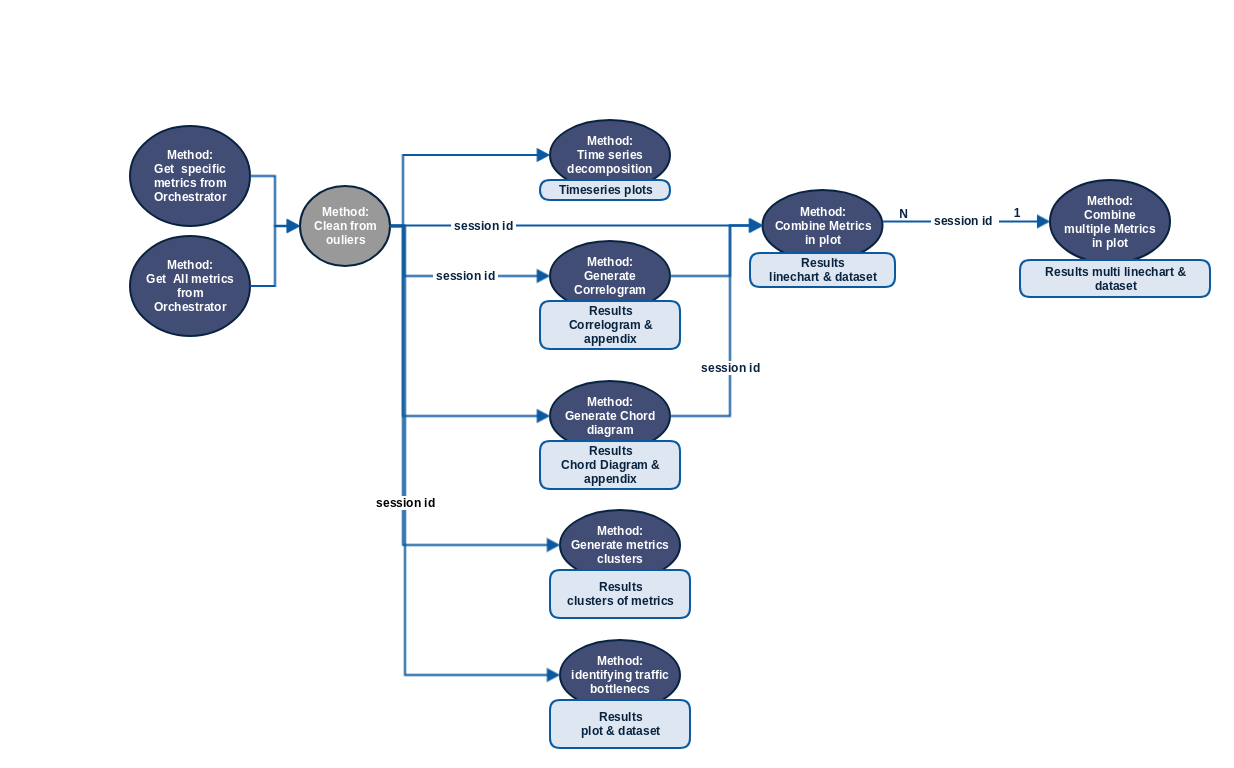 Method:
Get  specific
metrics from
Orchestrator
Method:
Get  All metrics
from
Orchestrator
Method:
Clean from
ouliers
session id
session id
session id
Method:
Time series
decomposition
Timeseries plots
Method:
Generate
Correlogram
Results
Correlogram &
appendix
Method:
Generate Chord
diagram
Results
Chord Diagram &
appendix
Method:
Generate metrics
clusters
Results
clusters of metrics
Method:
identifying traffic
bottlenecs
Results
plot & dataset
session id
Method:
Combine Metrics
in plot
Results
linechart & dataset
N
session id
1
Method:
Combine
multiple Metrics
in plot
Results multi linechart &
dataset